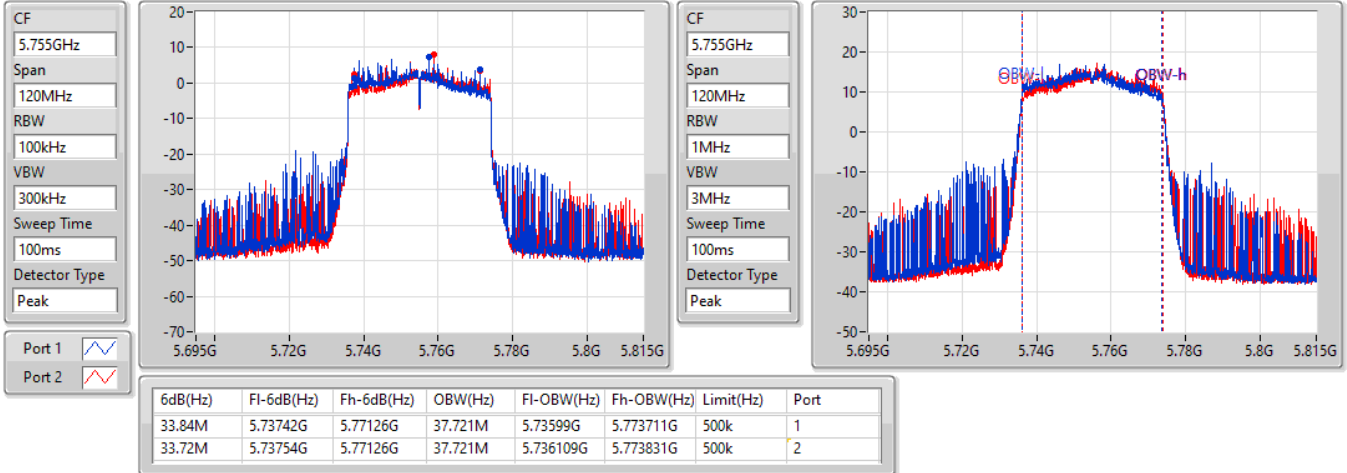 CF
5.755GHz
Span
120MHz
RBW
100kHz
VBW
300kHz
Sweep Time
100ms
Detector Type
Peak
Port 1
Port 2
20-
10-
0-
-10-
-20-
-30-
-40-
-50-
-60-
-70-
5.695G 5.72G 5.74G 5.76G 5.78G 5.8G 5.815G
CF
5.755GHz
Span
120MHz
RBW
1MHz
VBW
3MHz
Sweep Time
100ms
Detector Type
Peak
30-
20-
10-
0-
-10-
-20-
-30-
-40-
-50-
OBW-l OBW-h
5.695G 5.72G 5.74G 5.76G 5.78G 5.8G 5.815G
6dB(Hz) Fl-6dB(Hz) Fh-6dB(Hz) OBW(Hz) Fl-OBW(Hz) Fh-OBW(Hz) Limit(Hz) Port
33.84M 5.73742G 5.77126G 37.721M 5.73599G 5.773711G 500k 1
33.72M 5.73754G 5.77126G 37.721M 5.736109G 5.773831G 500k 2